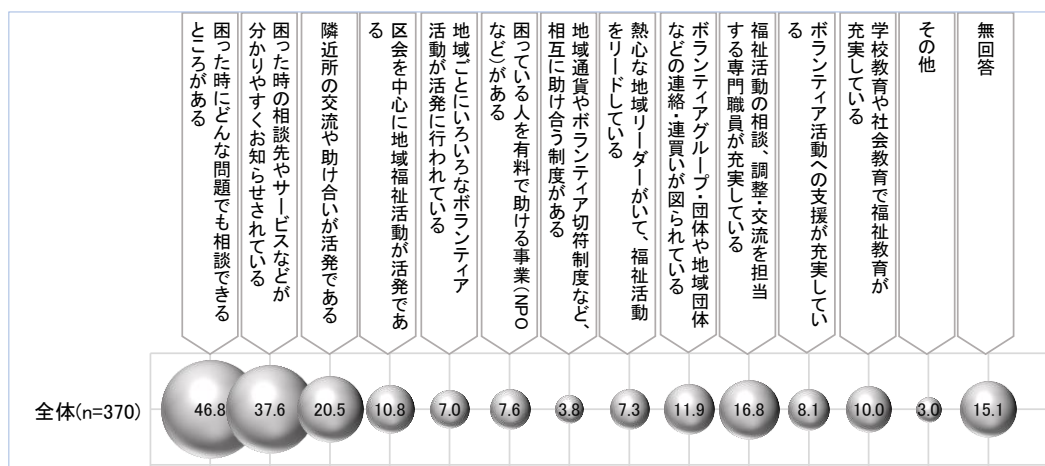 困った時にどんな問題でも相談できる
ところがある
困った時の相談先やサービスなどが
分かりやすくお知らせされている
隣近所の交流や助け合いが活発である
区会を中心に地域福祉活動が活発であ
る
地域ごとにいろいろなボランティア
活動が活発に行われている
困っている人を有料で助ける事業(NPO
など)がある
地域通貨やボランティア切符制度など、
相互に助け合う制度がある
熱心な地域リーダーがいて、福祉活動
をリードしている
ボランティアグループ・団体や地域団体
などの連絡・連買いが図られている
福祉活動の相談、調整・交流を担当
する専門職員が充実している
ボランティア活動への支援が充実してい
る
学校教育や社会教育で福祉教育が
充実している
その他
無回答
全体(n=370)
46.8
37.6
20.5
10.8
7.0
7.6
3.8
7.3
11.9
16.8
8.1
10.0
3.0
15.1